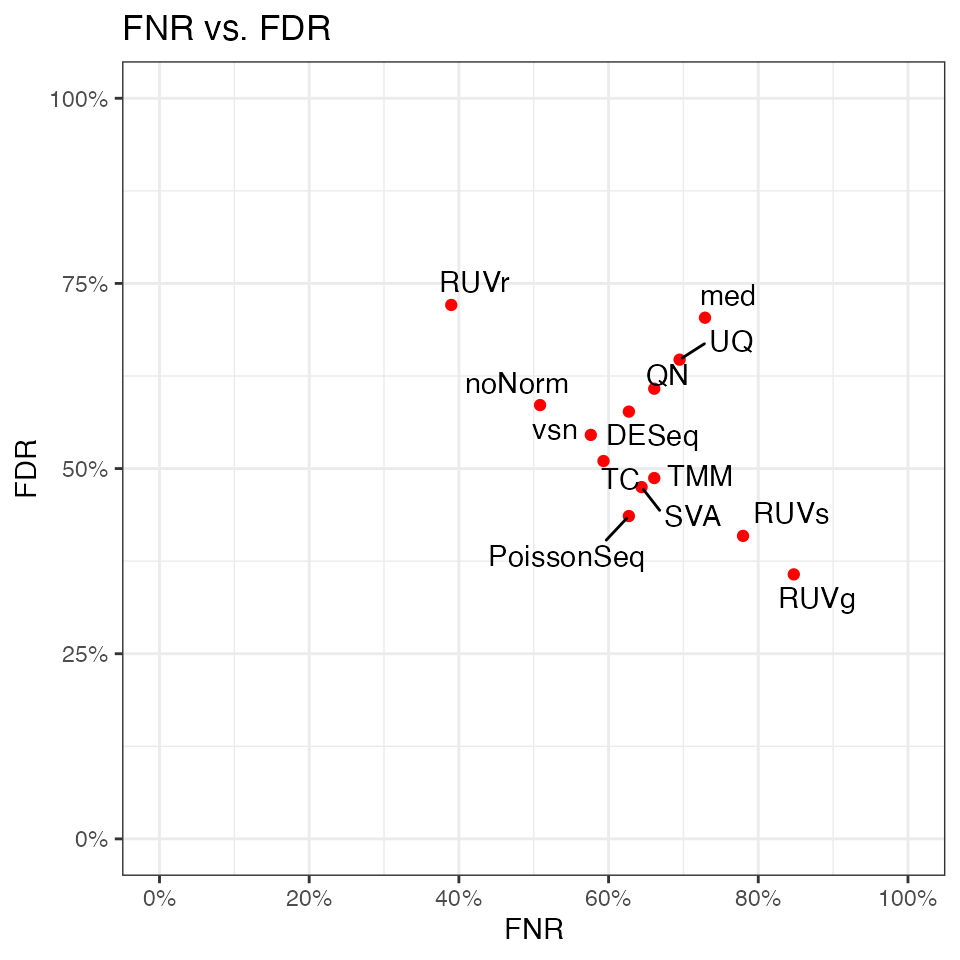 FNR vs. FDR
100%
75%
50%
25%
0%
FDR
RUVr
med
UQ
QN
noNorm
vsn
DESeq
TC
TMM
SVA
RUVs
PoissonSeq
RUVg
0%
20%
40%
60%
80%
100%
FNR